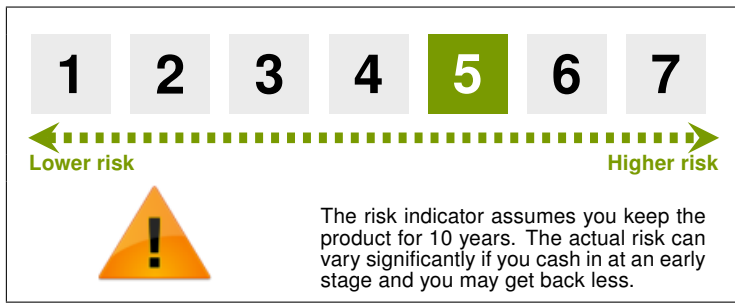 1 2 3 4 5 6 7
Lower risk Higher risk
!
The risk indicator assumes you keep the
product for 10 years. The actual risk can
vary significantly if you cash in at an early
stage and you may get back less.